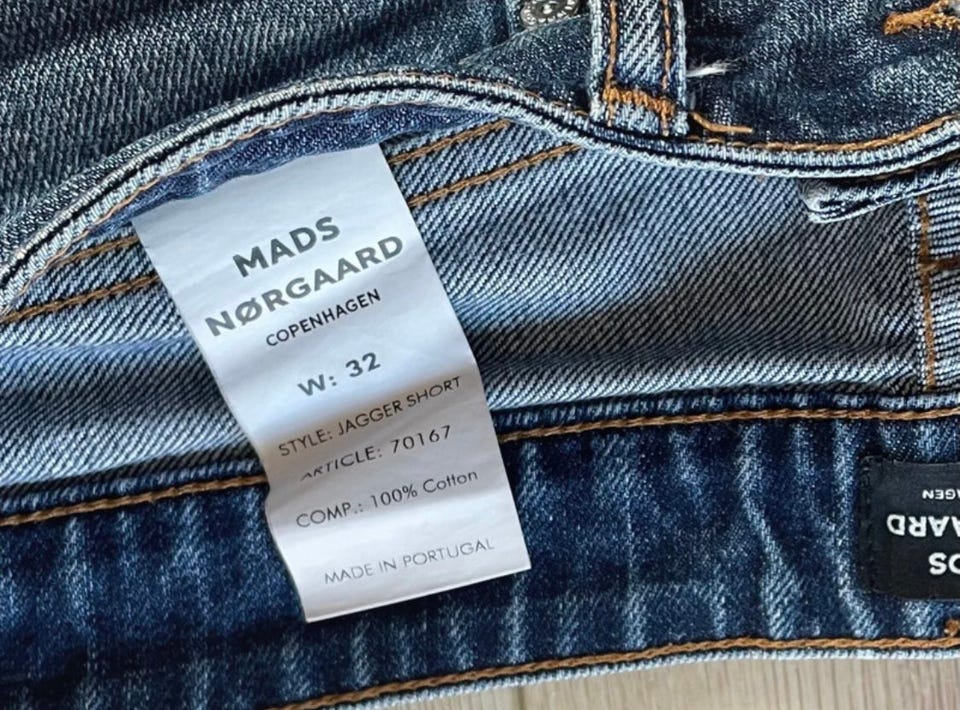 MADS
NØRGAARD
COPENHAGEN
W: 32
STYLE: JAGGER SHORT
ARTICLE: 70167
COMP.: 100% Cotton
MADE IN PORTUGAL